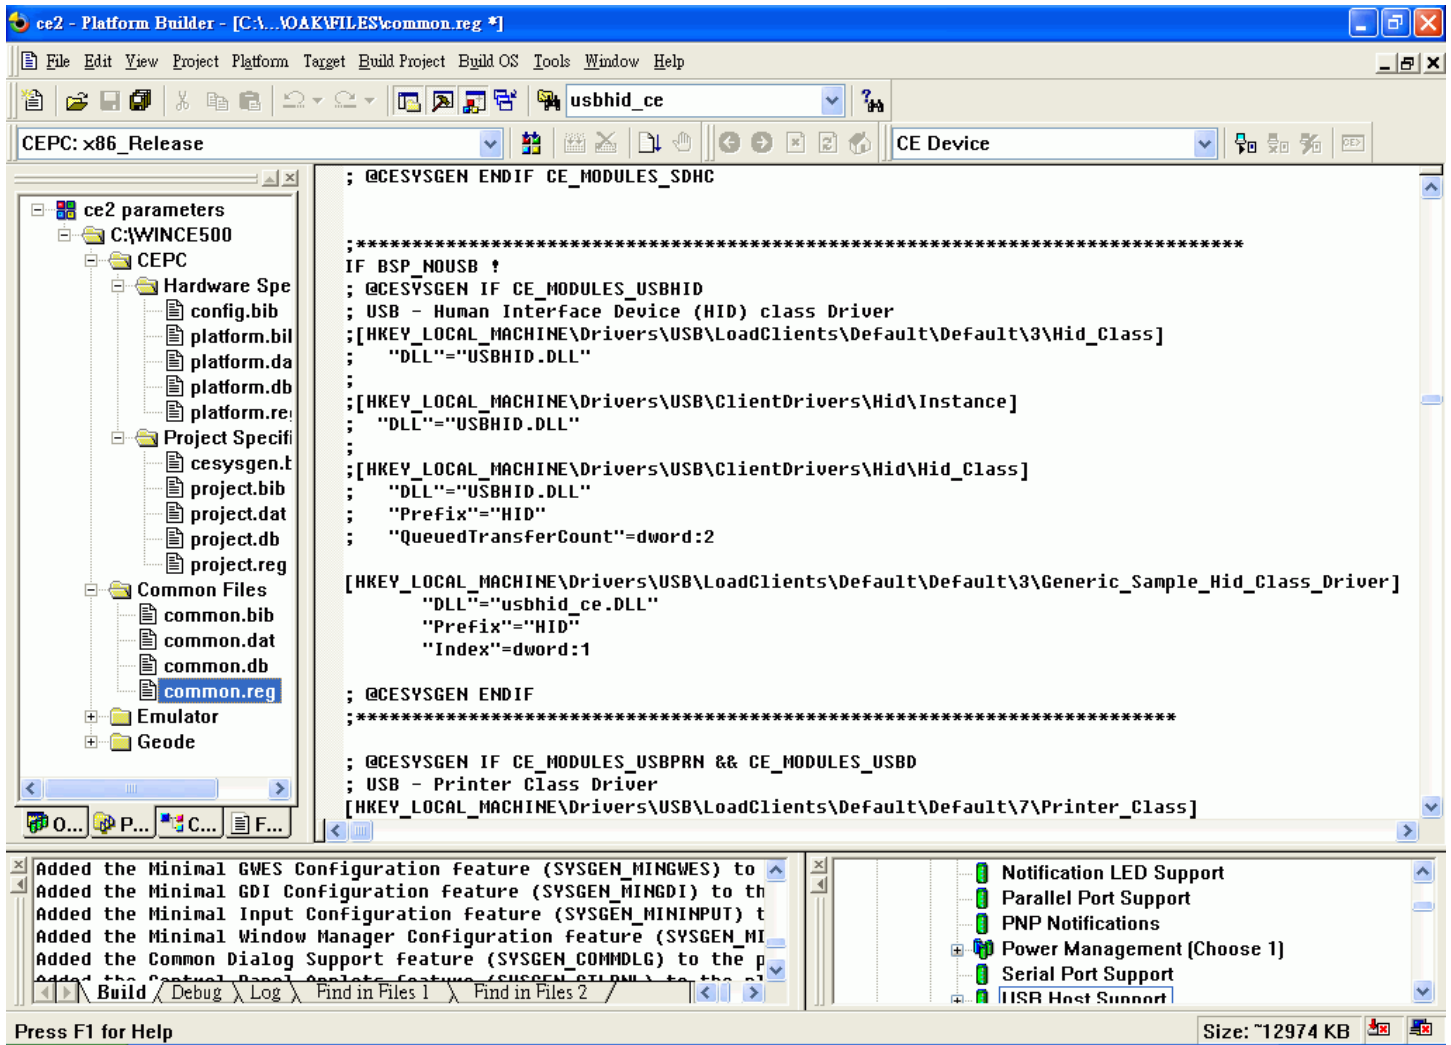 ce2 - Platform Builder - [C:\...\OAK\FILES\common.reg *]
File Edit View Project Platform Target Build Project Build OS Tools Window Help
usbhid_ce
CEPC: x86_Release
CE Device
ce2 parameters
C:\WINCE500
CEPC
Hardware Spe
config.bib
platform.bil
platform.da
platform.db
platform.re
Project Specifi
cesysgen.b
project.bib
project.dat
project.db
project.reg
Common Files
common.bib
common.dat
common.db
common.reg
Emulator
Geode
O... P... C... F...
; @CESYSGEN ENDIF CE_MODULES_SDHC
;*******************************************************************************
IF BSP_NOUSB !
; @CESYSGEN IF CE_MODULES_USBHID
; USB - Human Interface Device (HID) class Driver
;[HKEY_LOCAL_MACHINE\Drivers\USB\LoadClients\Default\Default\3\Hid_Class]
;   "DLL"="USBHID.DLL"
;
;[HKEY_LOCAL_MACHINE\Drivers\USB\ClientDrivers\Hid\Instance]
;  "DLL"="USBHID.DLL"
;
;[HKEY_LOCAL_MACHINE\Drivers\USB\ClientDrivers\Hid\Hid_Class]
;   "DLL"="USBHID.DLL"
;   "Prefix"="HID"
;   "QueuedTransferCount"=dword:2
[HKEY_LOCAL_MACHINE\Drivers\USB\LoadClients\Default\Default\3\Generic_Sample_Hid_Class_Driver]
"DLL"="usbhid_ce.DLL"
"Prefix"="HID"
"Index"=dword:1
; @CESYSGEN ENDIF
;*************************************************************************
; @CESYSGEN IF CE_MODULES_USBPRN && CE_MODULES_USBD
; USB - Printer Class Driver
[HKEY_LOCAL_MACHINE\Drivers\USB\LoadClients\Default\Default\7\Printer_Class]
Added the Minimal GWES Configuration feature (SYSGEN_MINGWES) to
Added the Minimal GDI Configuration feature (SYSGEN_MINGDI) to th
Added the Minimal Input Configuration feature (SYSGEN_MININPUT) t
Added the Minimal Window Manager Configuration feature (SYSGEN_MI
Added the Common Dialog Support feature (SYSGEN_COMMDLG) to the p
Added the Control Panel Applets feature (SYSGEN_CTLPNL) to the pl
Build Debug Log Find in Files 1 Find in Files 2
Notification LED Support
Parallel Port Support
PNP Notifications
Power Management (Choose 1)
Serial Port Support
USB Host Support
Press F1 for Help
Size: ~12974 KB